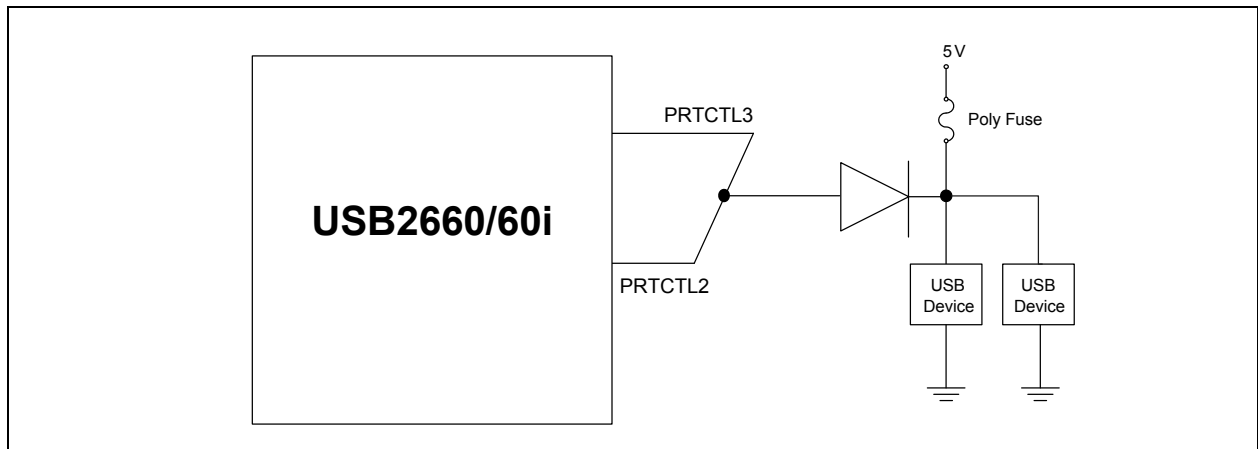 5V
PRTCTL3
Poly Fuse
USB2660/60i
PRTCTL2
USB
Device
USB
Device